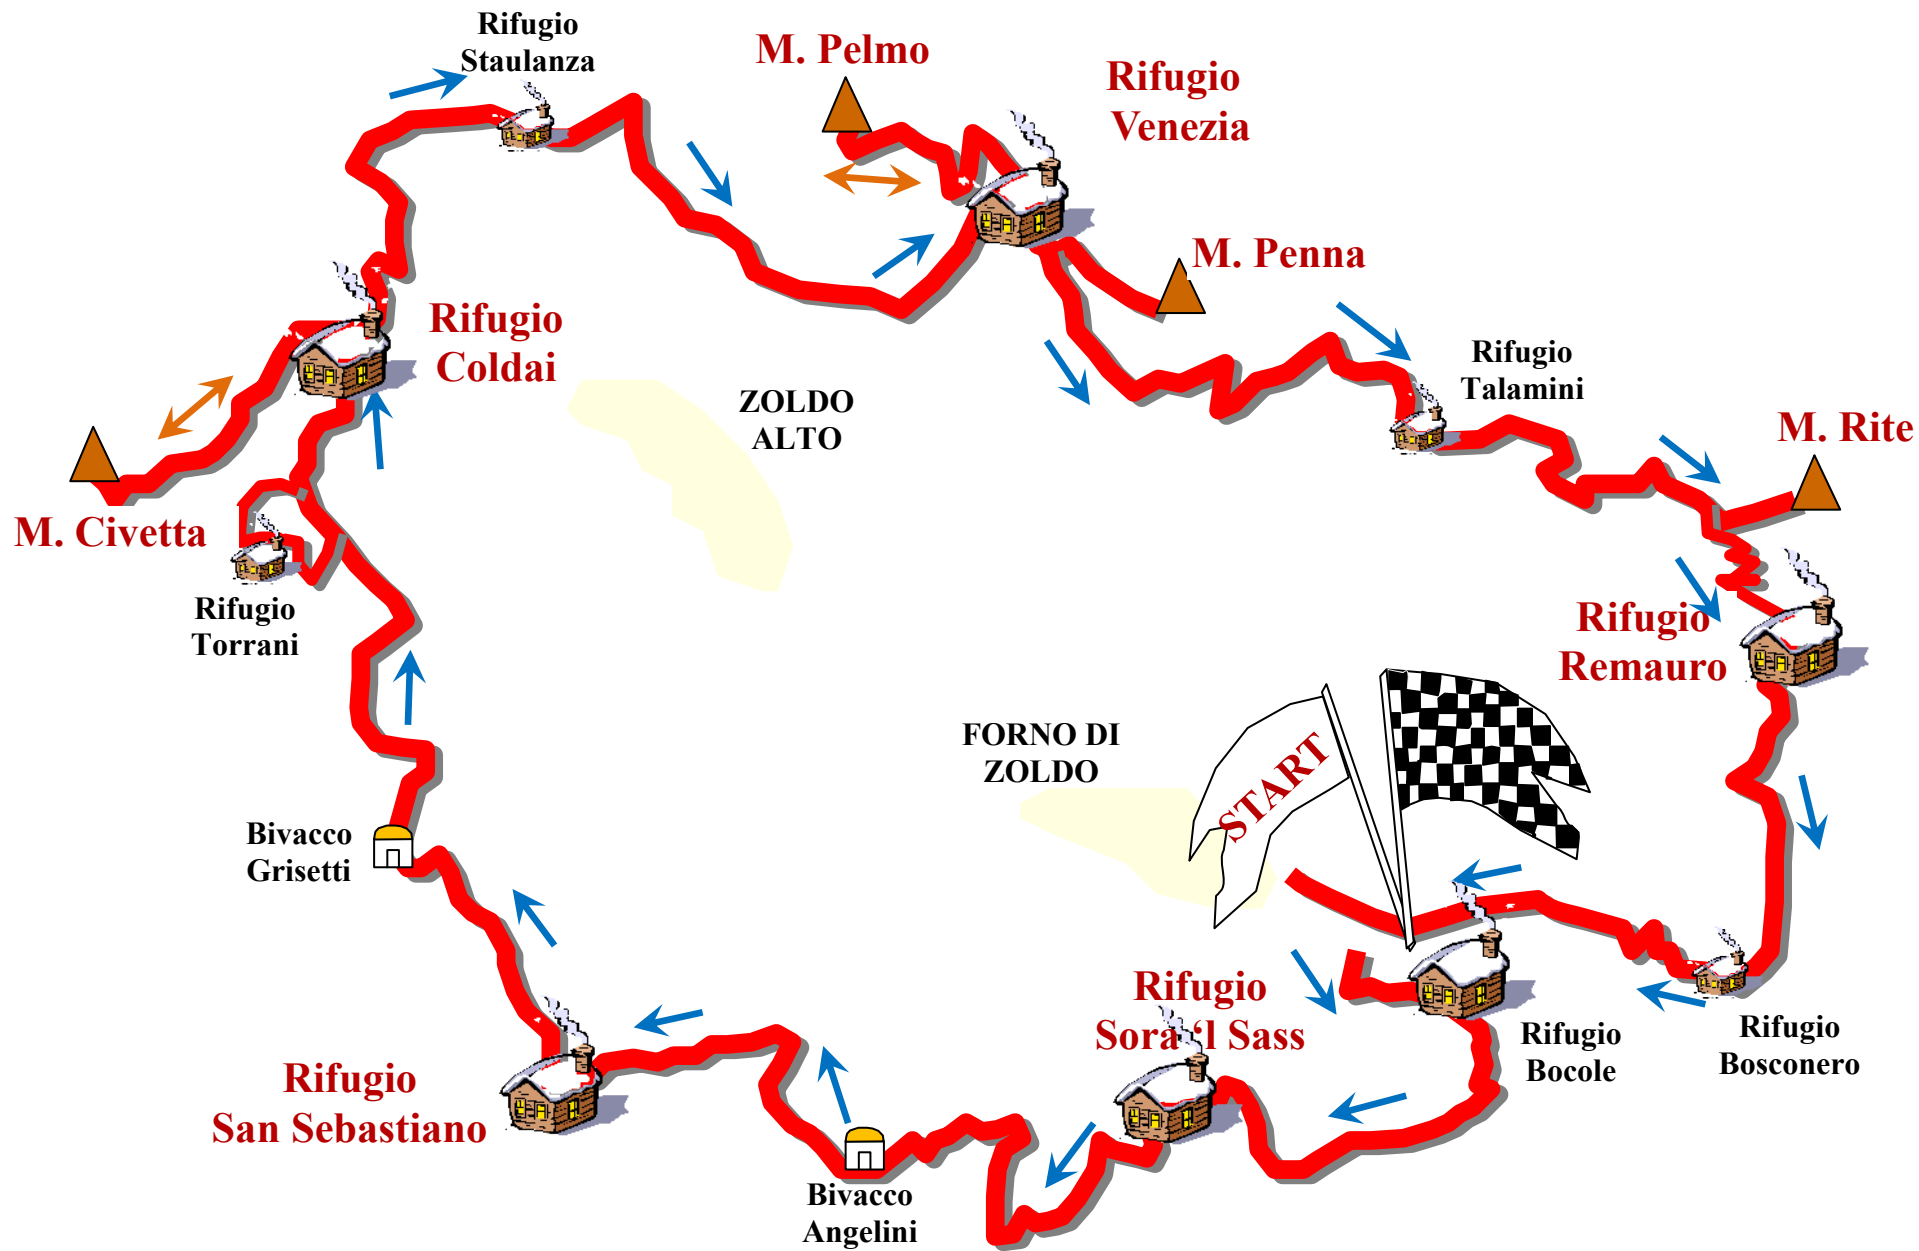 Rifugio
Staulanza
M. Pelmo
Rifugio
Venezia
M. Penna
Rifugio
Coldai
Rifugio
Talamini
ZOLDO
ALTO
M. Rite
M. Civetta
Rifugio
Torrani
Rifugio
Remauro
FORNO DI
ZOLDO
START
Bivacco
Grisetti
Rifugio
Sora ‘l Sass
Rifugio
Bocole
Rifugio
Bosconero
Rifugio
San Sebastiano
Bivacco
Angelini